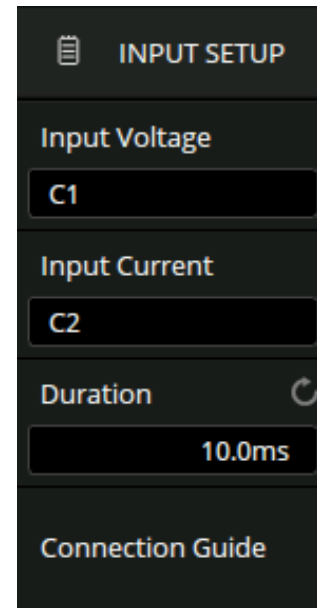 INPUT SETUP
Input Voltage
C1
Input Current
C2
Duration
10.0ms
Connection Guide